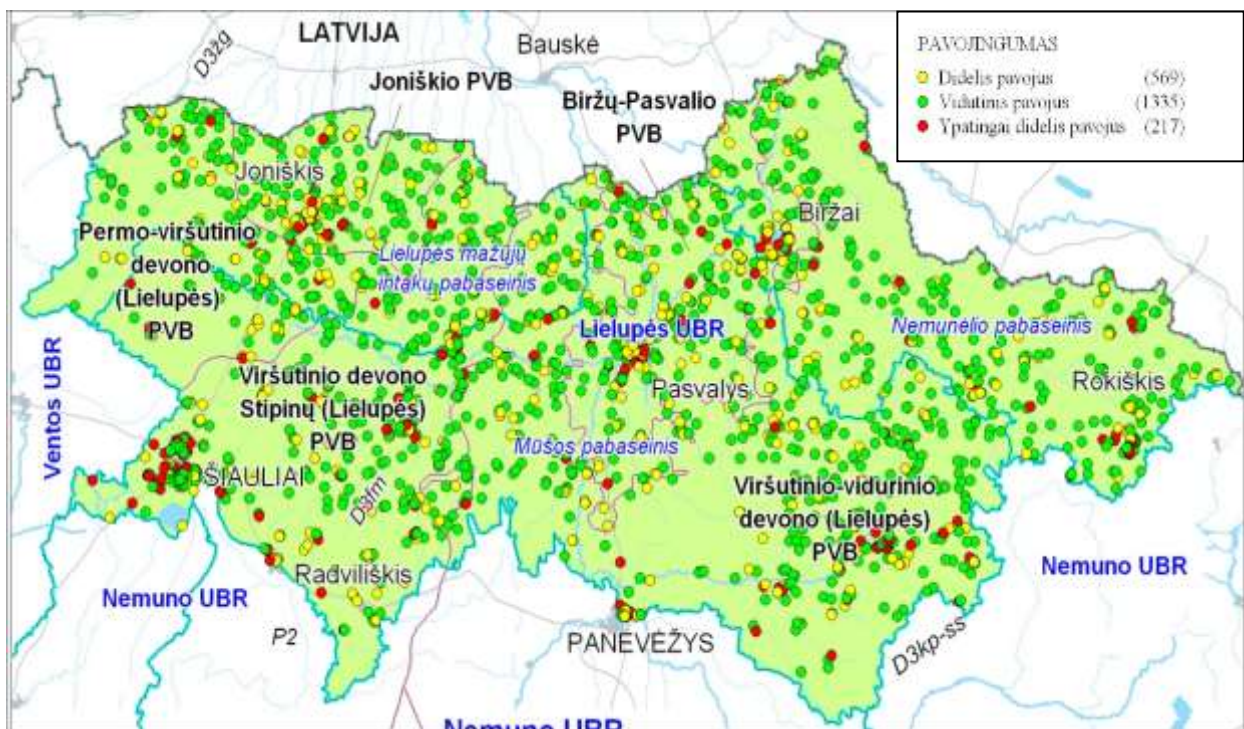 LATVIJA
Bauskė
D3žg
Joniškio PVB
Biržų-Pasvalio
PVB
PAVOJINGUMAS
Didelis pavojus (569)
Vidutinis pavojus (1335)
Ypatingai didelis pavojus (217)
Joniškis
Biržai
Permo-viršutinio
devono
(Lielupės)
PVB
Lielupės mažųjų
intakų pabaseinis
Lielupės UBR
Nemunėlio pabaseinis
Ventos UBR
Viršutinio devono
Stipinų (Lielupės)
PVB
Pasvalys
Rokiškis
Mūšos pabaseinis
ŠIAULIAI
D3fm
Viršutinio-vidurinio
devono (Lielupės)
PVB
Radviliškis
Nemuno UBR
Nemuno UBR
P2
PANEVĖŽYS
D3kp-ss
Nemuno UBR